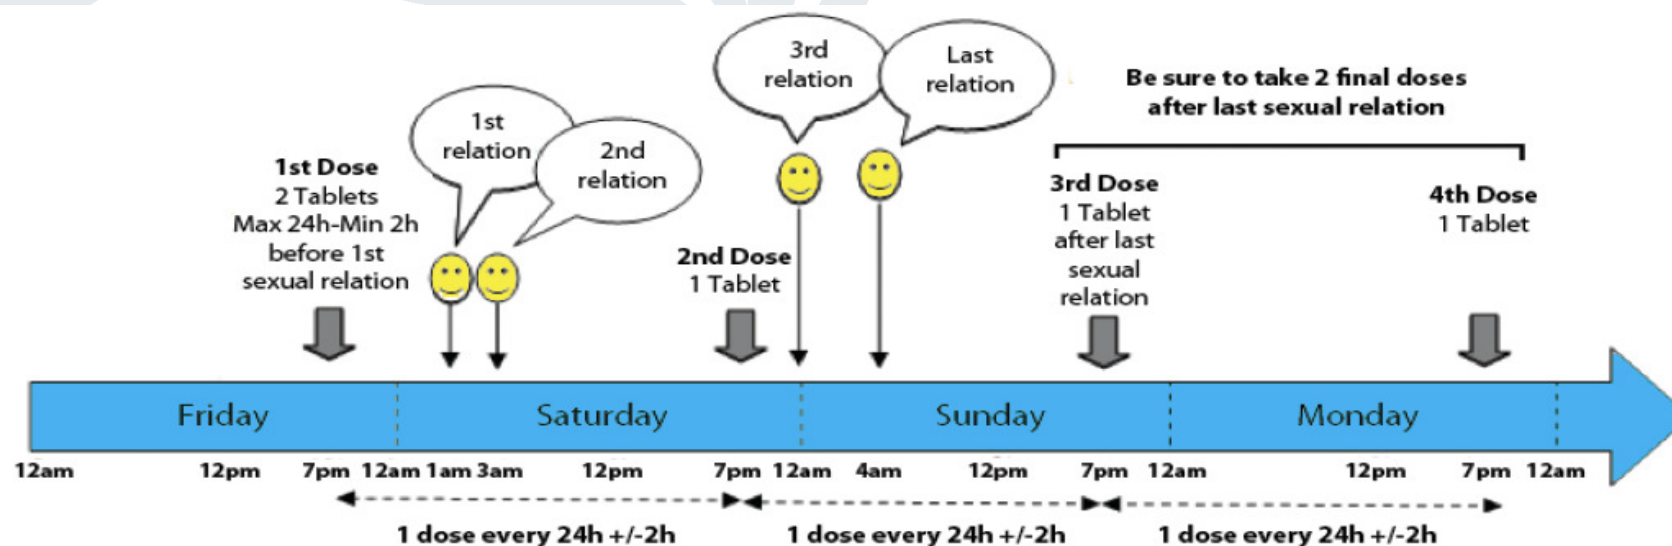 3rd
relation
Last
relation
Be sure to take 2 final doses
after last sexual relation
1st
relation
2nd
relation
1st Dose
2 Tablets
Max 24h-Min 2h
before 1st
sexual relation
2nd Dose
1 Tablet
3rd Dose
1 Tablet
after last
sexual
relation
4th Dose
1 Tablet
Friday Saturday Sunday Monday
12am 12pm 7pm 12am 1am 3am 12pm 7pm 12am 4am 12pm 7pm 12am 12pm 7pm 12am
1 dose every 24h +/-2h 1 dose every 24h +/-2h 1 dose every 24h +/-2h